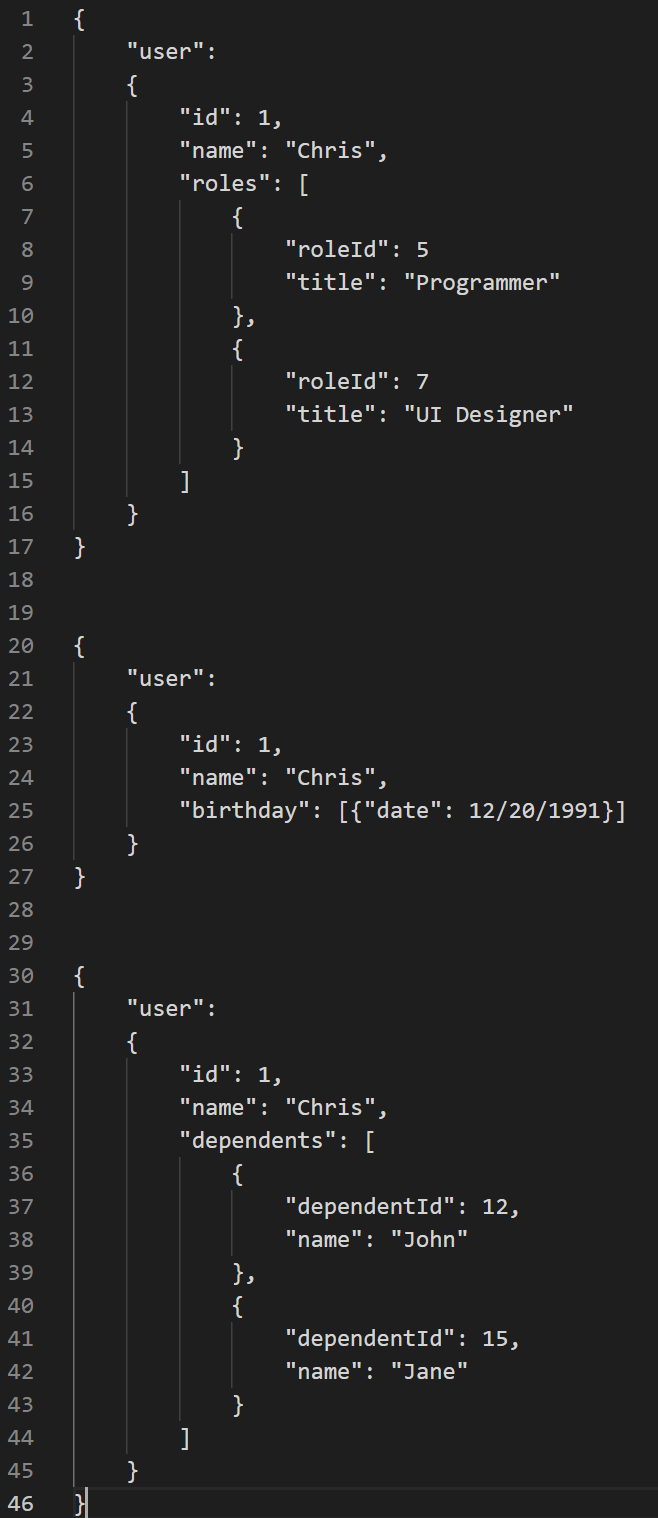 1 {
2     "user":
3     {
4         "id": 1,
5         "name": "Chris",
6         "roles": [
7             {
8                 "roleId": 5
9                 "title": "Programmer"
10             },
11             {
12                 "roleId": 7
13                 "title": "UI Designer"
14             }
15         ]
16     }
17 }
18
19
20 {
21     "user":
22     {
23         "id": 1,
24         "name": "Chris",
25         "birthday": [{"date": 12/20/1991}]
26     }
27 }
28
29
30 {
31     "user":
32     {
33         "id": 1,
34         "name": "Chris",
35         "dependents": [
36             {
37                 "dependentId": 12,
38                 "name": "John"
39             },
40             {
41                 "dependentId": 15,
42                 "name": "Jane"
43             }
44         ]
45     }
46 }